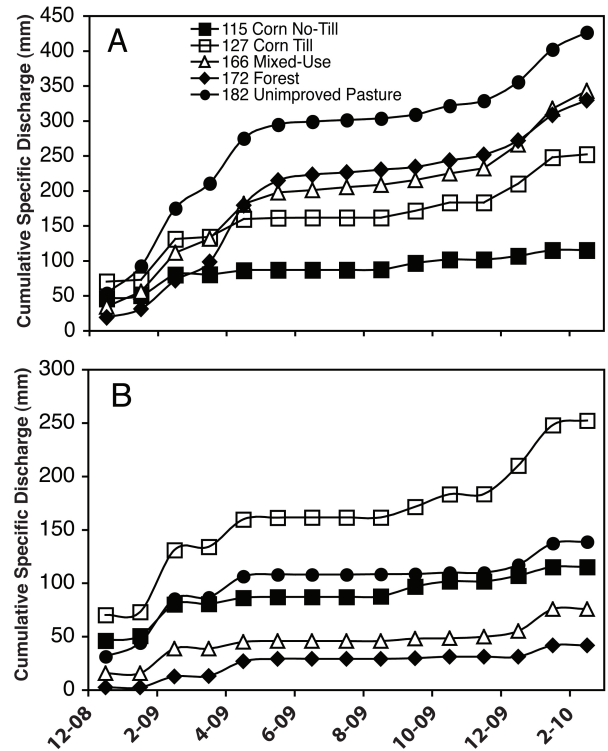 A
115 Corn No-Till
127 Corn Till
166 Mixed-Use
172 Forest
182 Unimproved Pasture
Cumulative Specific Discharge (mm)
450
400
350
300
250
200
150
100
50
0
B
Cumulative Specific Discharge (mm)
300
250
200
150
100
50
0
12-08
2-09
4-09
6-09
8-09
10-09
12-09
2-10